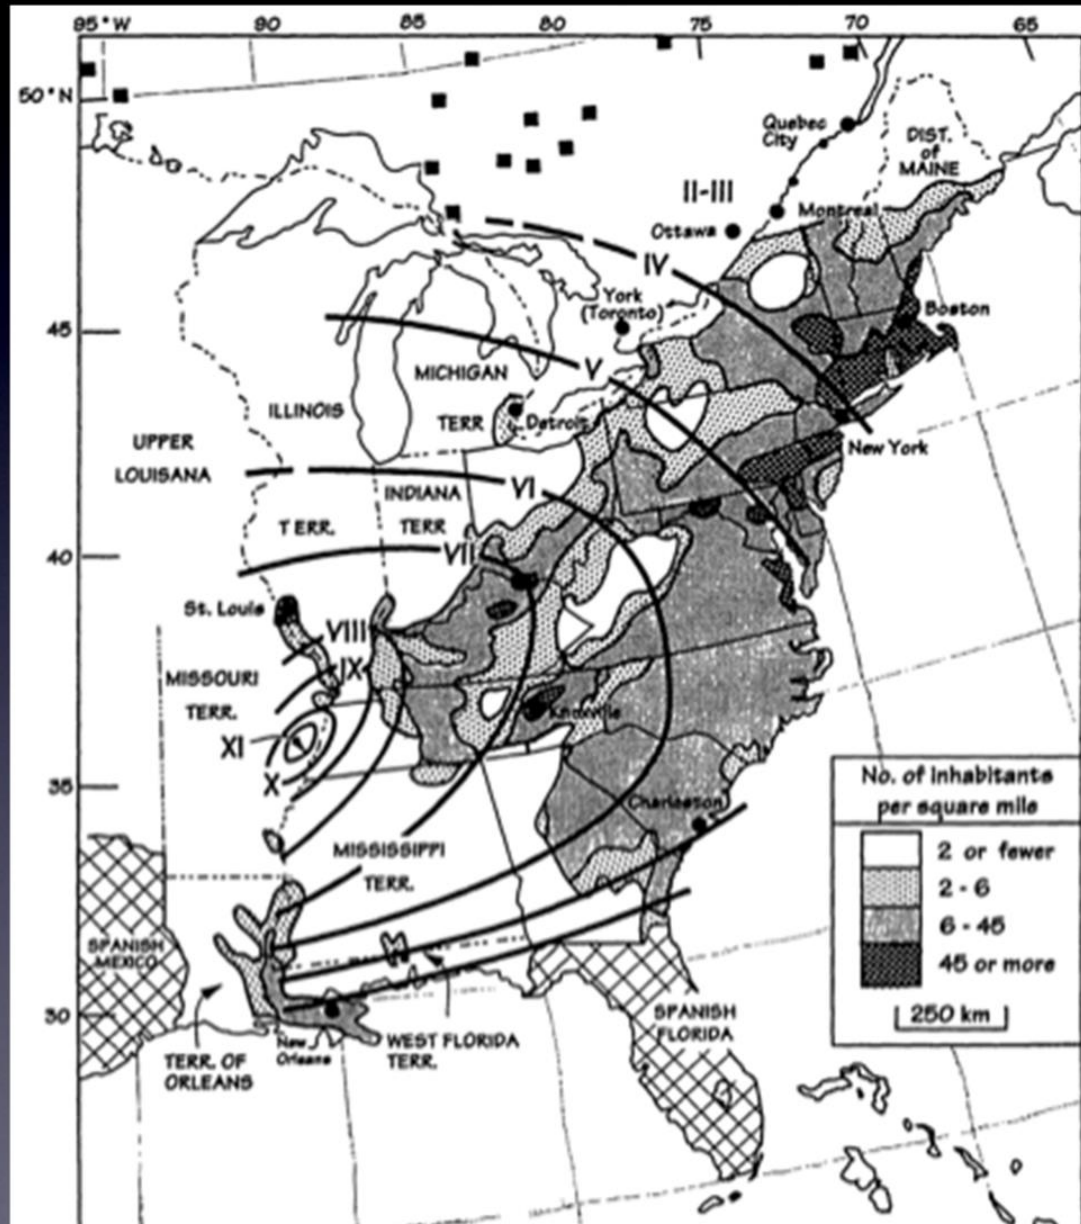 95°W 90 85 80 75 70 65
50°N
Quebec
City
DIST.
of
MAINE
II-III
Montreal
Ottawa
IV
York
(Toronto)
Boston
45
V
MICHIGAN
ILLINOIS
TERR
Detroit
UPPER
LOUISANA
New York
VI
INDIANA
TERR.
TERR
40
VII
St. Louis
VIII
IX
MISSOURI
TERR.
Knoxville
XI
X
35
Charleston
MISSISSIPPI
TERR.
No. of inhabitants
per square mile
2 or fewer
2 - 6
6 - 45
45 or more
250 km
SPANISH
MEXICO
30
SPANISH
FLORIDA
New
Orleans
WEST FLORIDA
TERR.
TERR. OF
ORLEANS